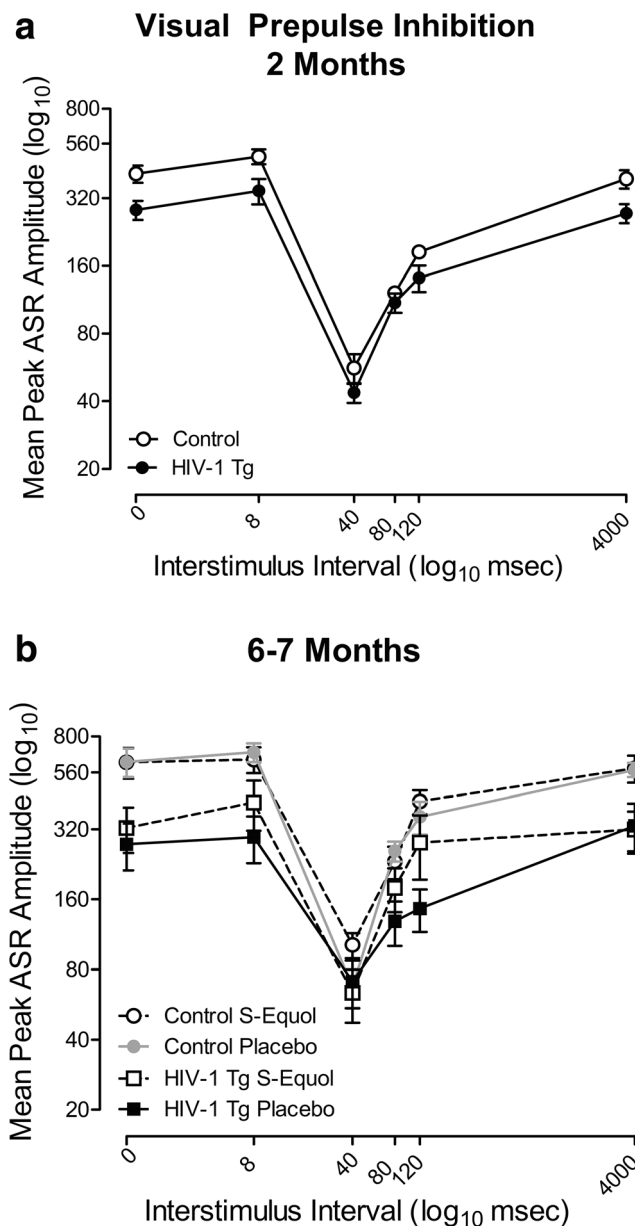 a
Visual Prepulse Inhibition
2 Months
Mean Peak ASR Amplitude (log10)
800
560
320
160
80
40
20
Control
HIV-1 Tg
0
8
40
80
120
4000
Interstimulus Interval (log10 msec)
b
6-7 Months
Mean Peak ASR Amplitude (log10)
800
560
320
160
80
40
20
Control S-Equol
Control Placebo
HIV-1 Tg S-Equol
HIV-1 Tg Placebo
0
8
40
80
120
4000
Interstimulus Interval (log10 msec)